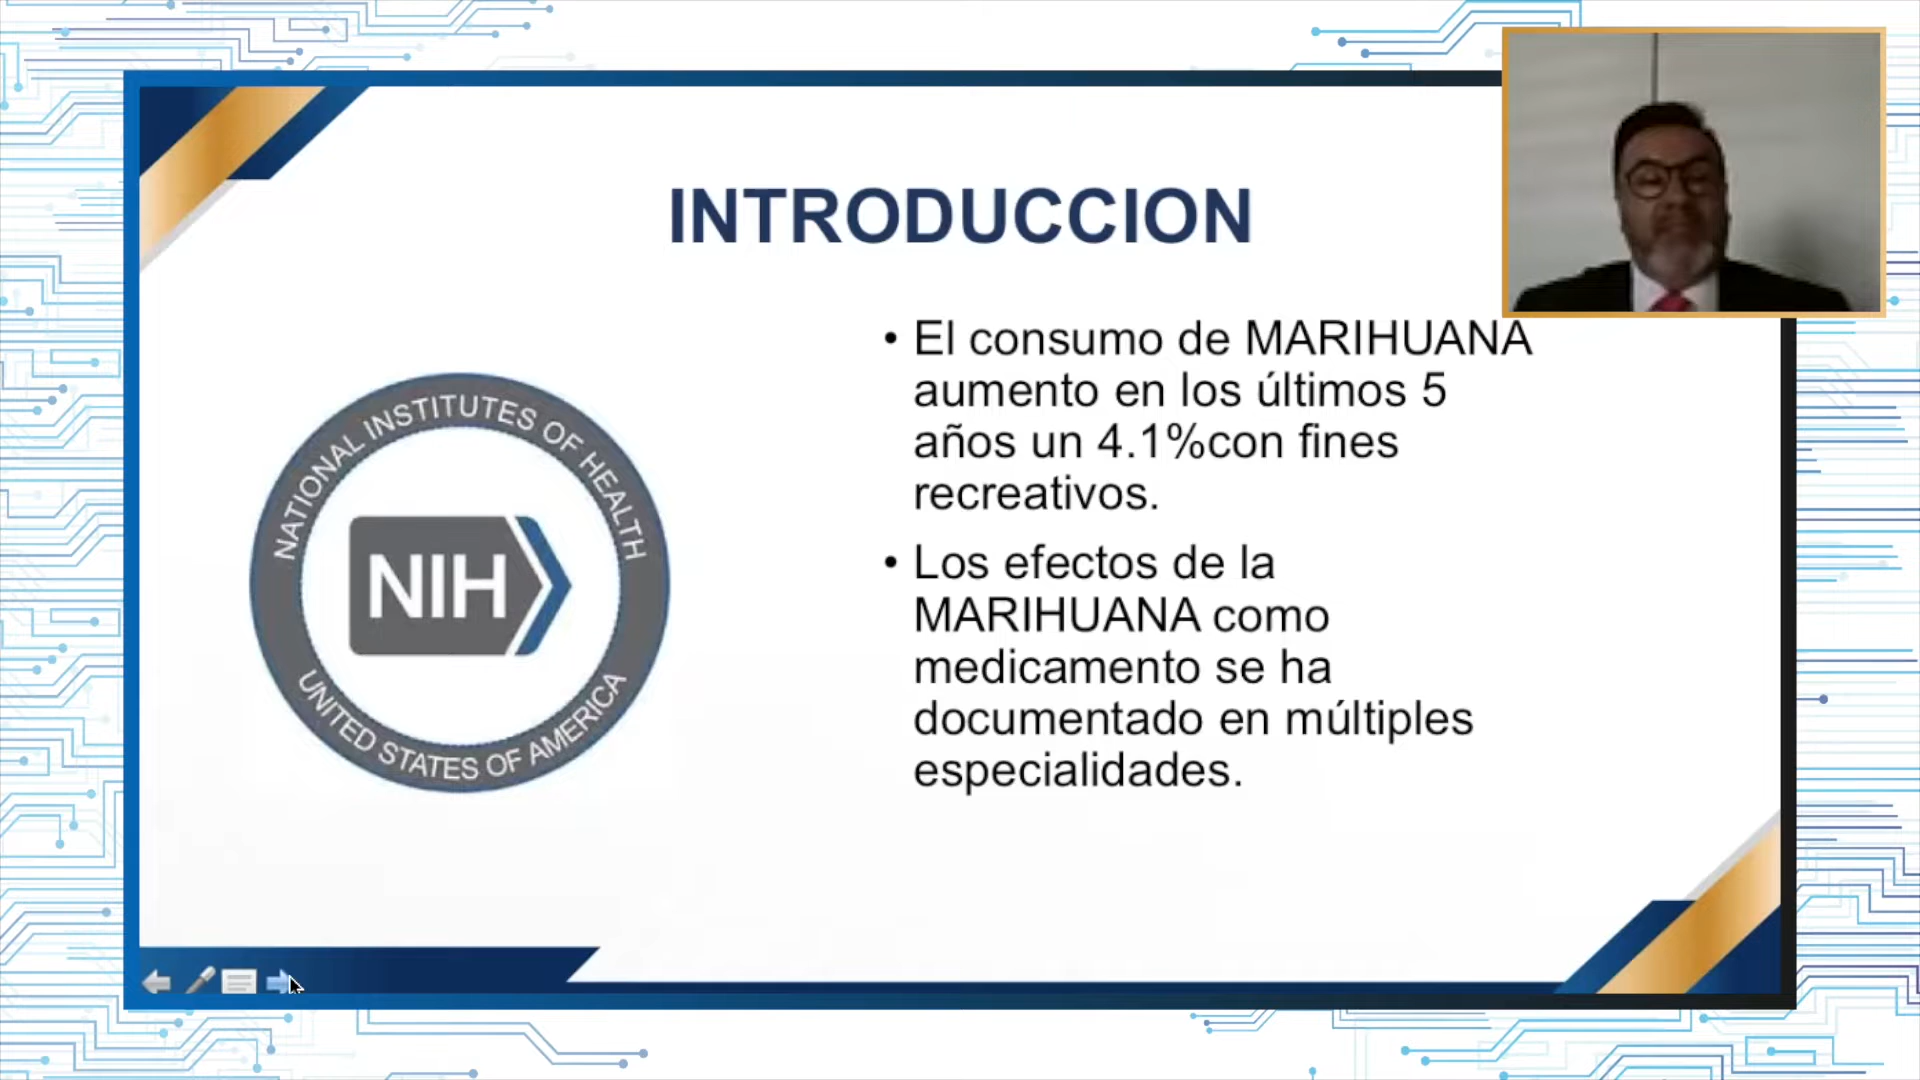 INTRODUCCION
• El consumo de MARIHUANA
aumento en los últimos 5
años un 4.1%con fines
recreativos.
• Los efectos de la
MARIHUANA como
medicamento se ha
documentado en múltiples
especialidades.
NATIONAL INSTITUTES OF HEALTH
NIH
UNITED STATES OF AMERICA